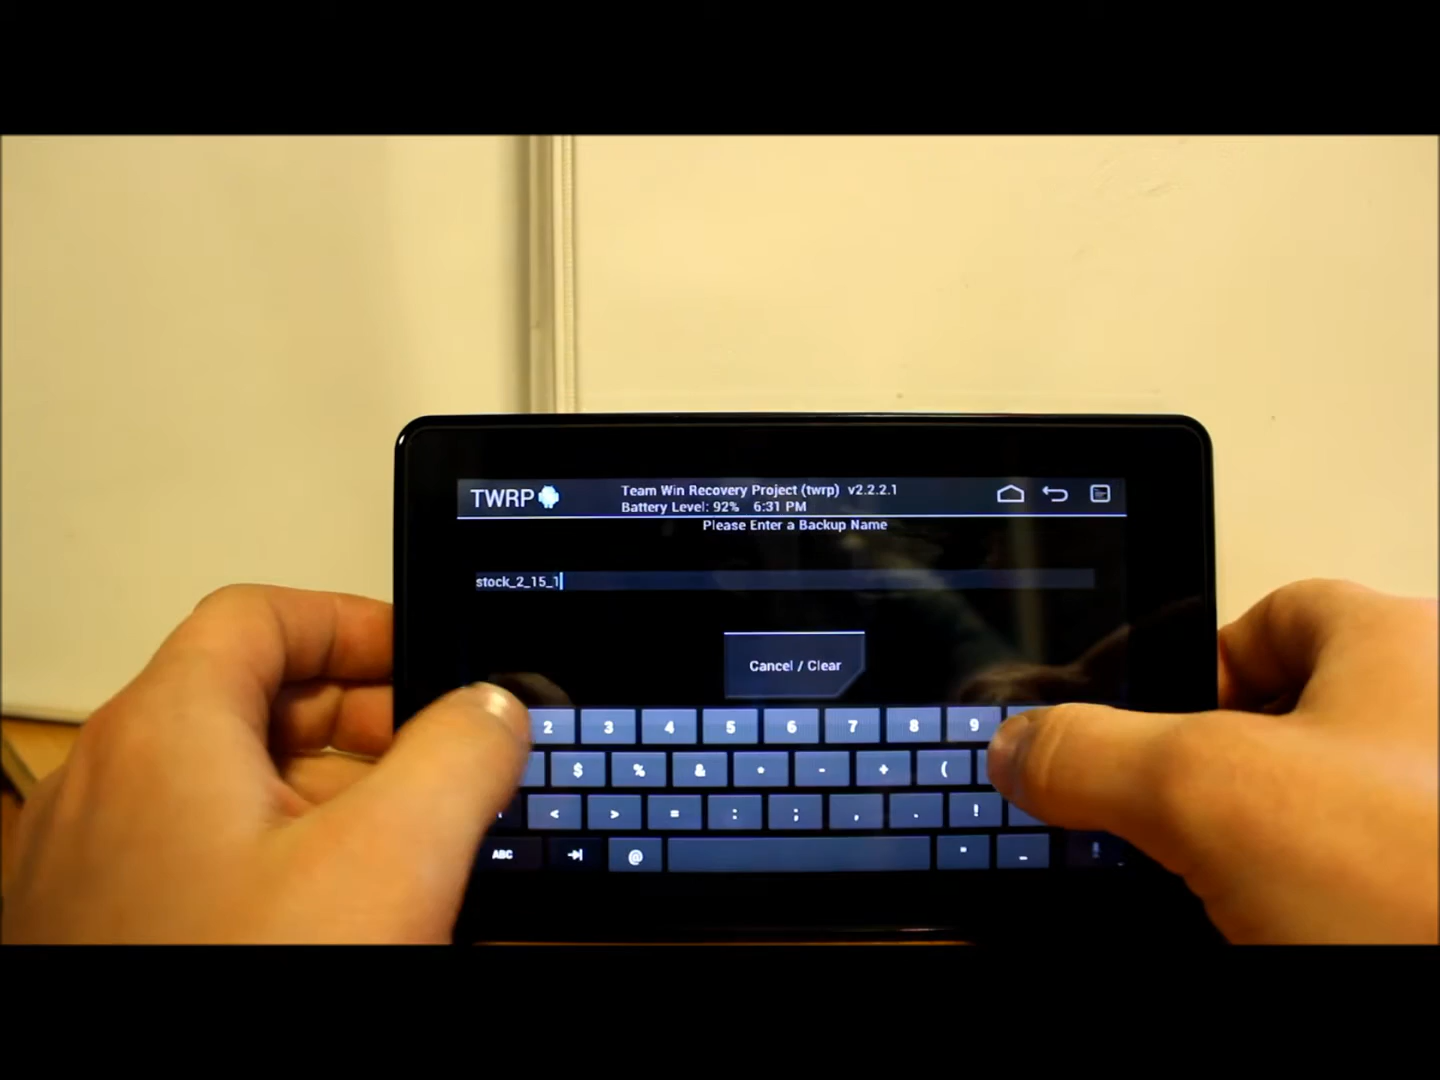 TWRP
Team Win Recovery Project (twrp) v2.2.2.1
Battery Level: 92% 6:31 PM
Please Enter a Backup Name
stock_2_15_1
Cancel / Clear
2 3 4 5 6 7 8 9
$ % & * - + (
< > = : ; , . !
ABC @ " _